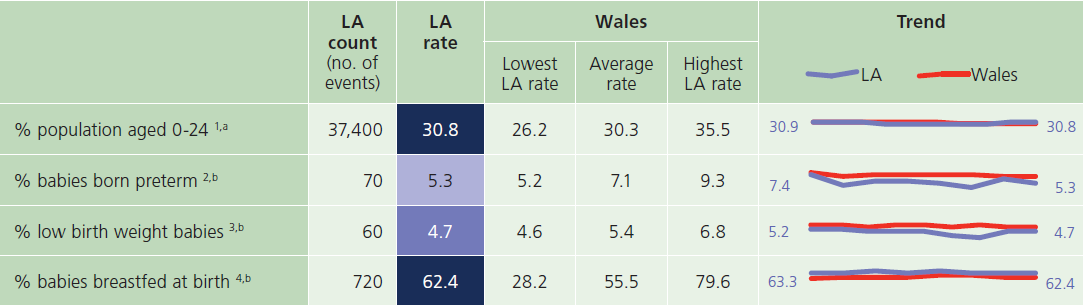 LA count (no. of events) LA rate Wales Trend
Lowest LA rate Average rate Highest LA rate LA Wales
% population aged 0-24 1,a 37,400 30.8 26.2 30.3 35.5 30.9 30.8
% babies born preterm 2,b 70 5.3 5.2 7.1 9.3 7.4 5.3
% low birth weight babies 3,b 60 4.7 4.6 5.4 6.8 5.2 4.7
% babies breastfed at birth 4,b 720 62.4 28.2 55.5 79.6 63.3 62.4